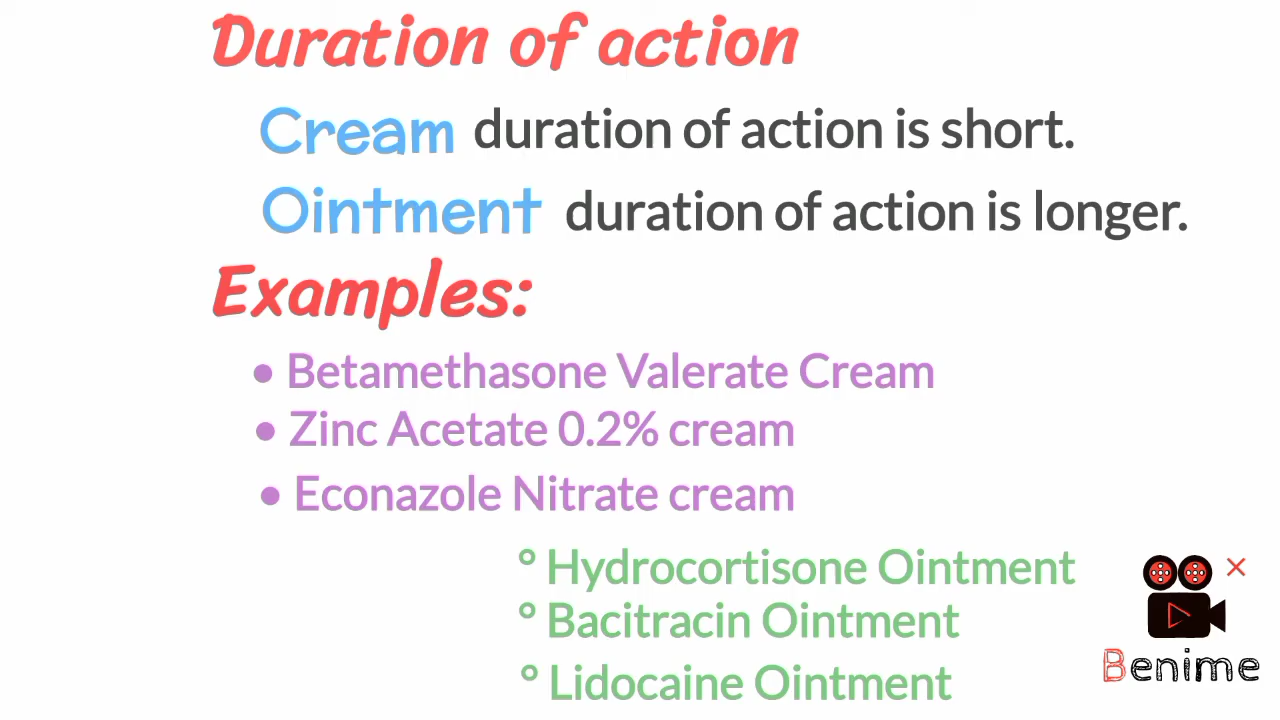 Duration of action
Cream duration of action is short.
Ointment duration of action is longer.
Examples:
• Betamethasone Valerate Cream
• Zinc Acetate 0.2% cream
• Econazole Nitrate cream
° Hydrocortisone Ointment
° Bacitracin Ointment
° Lidocaine Ointment
Benime